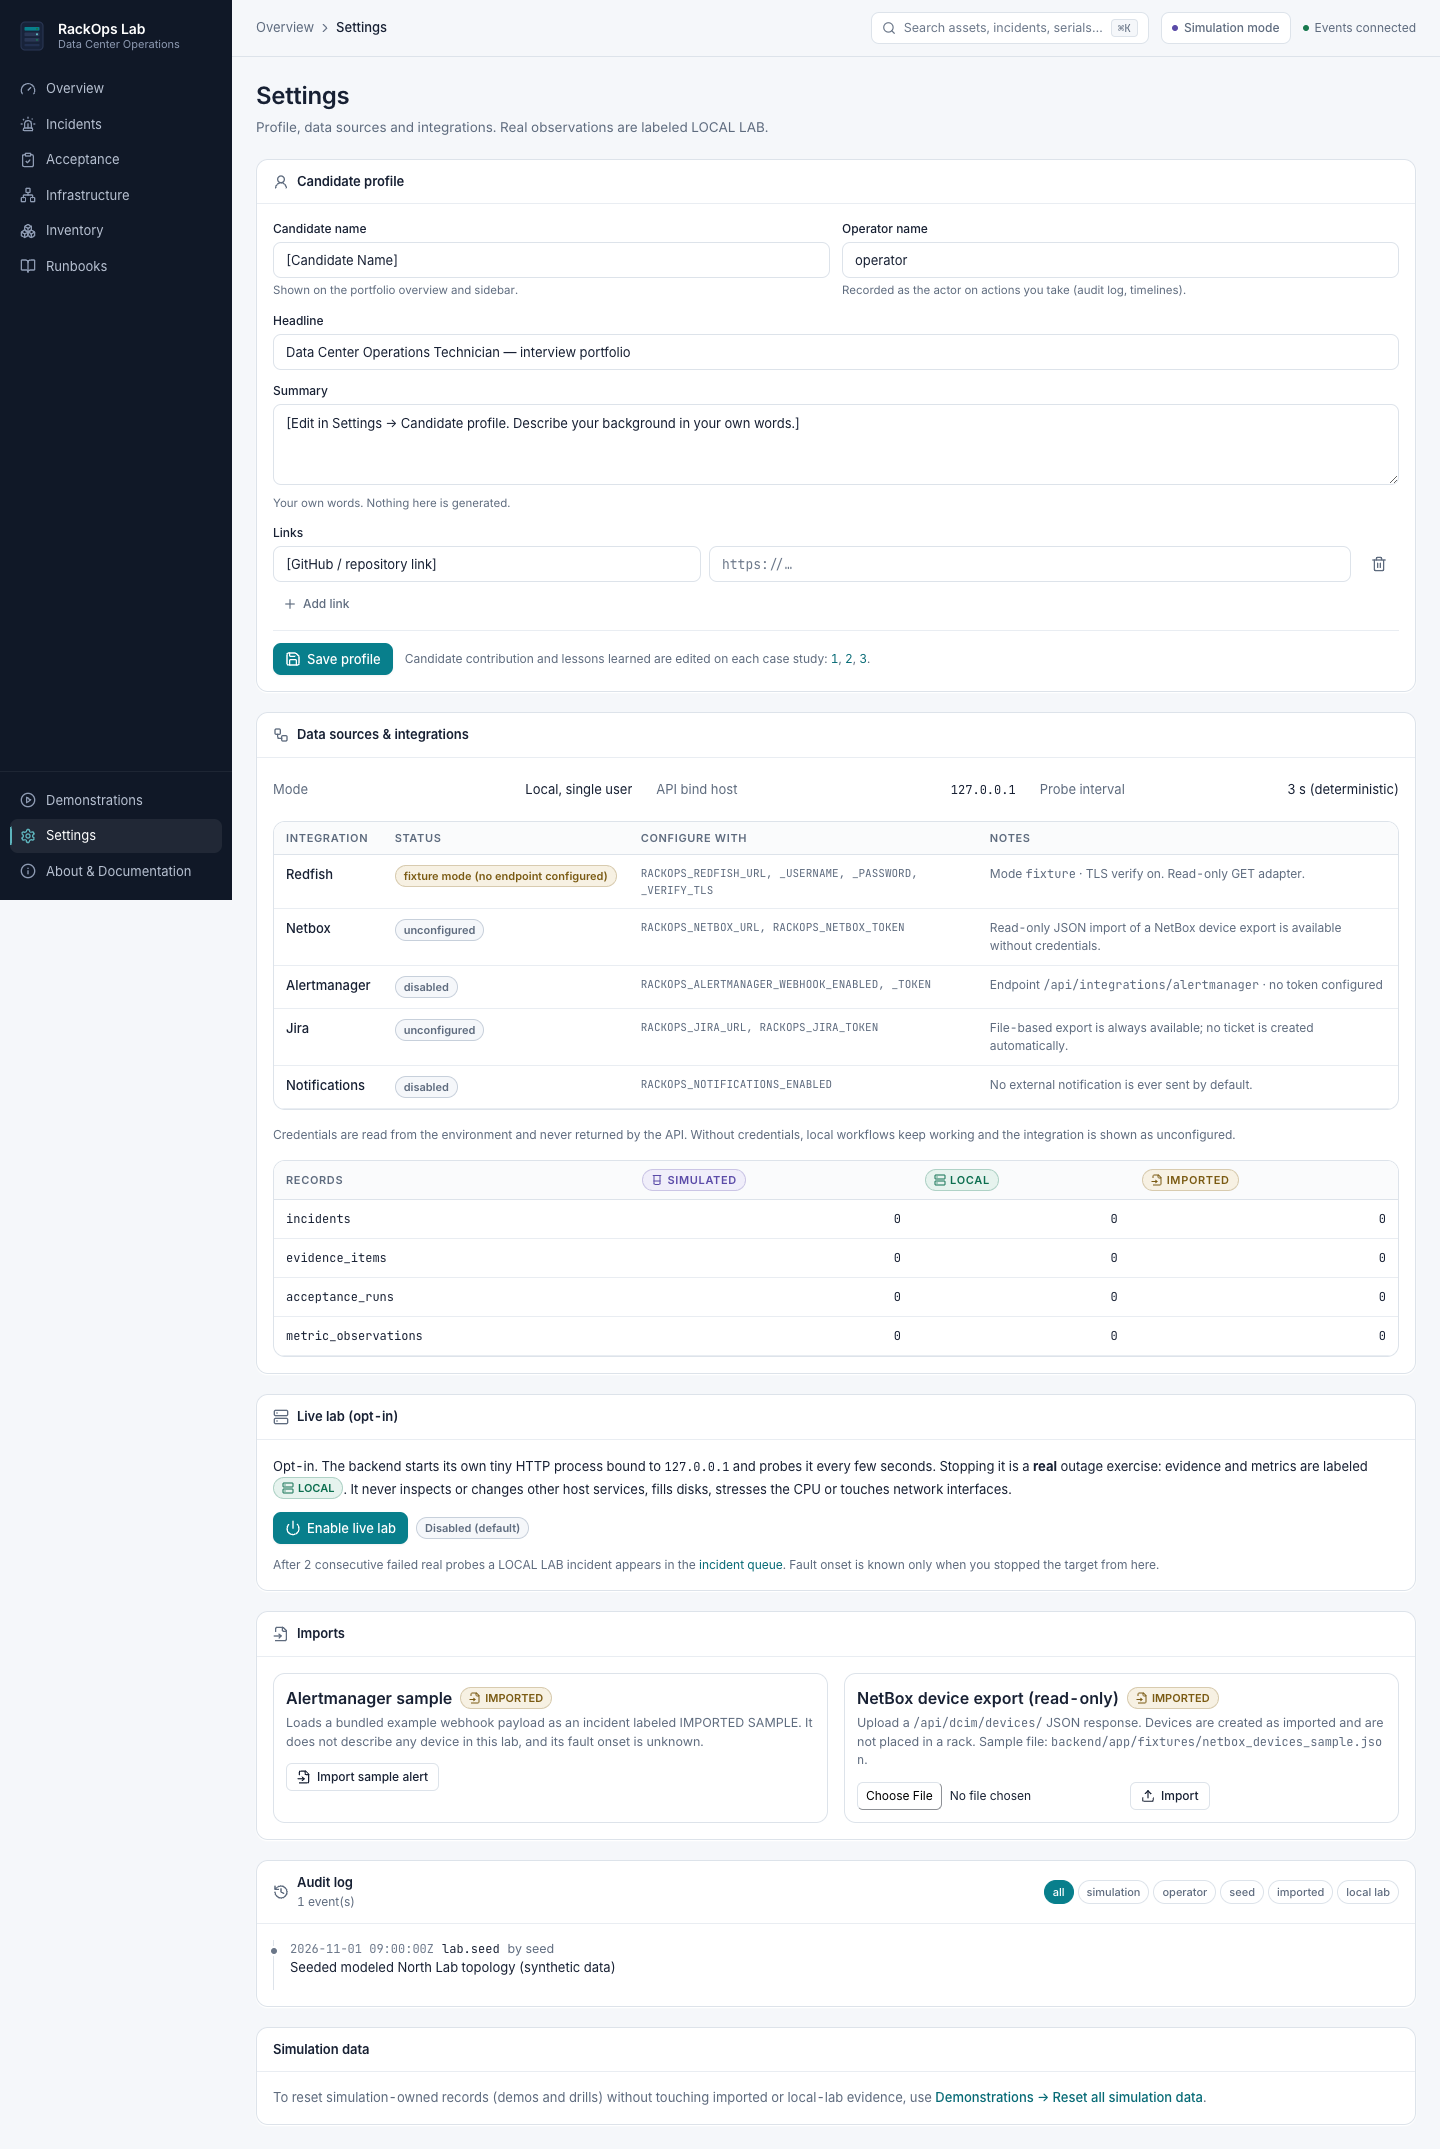 RackOps Lab
Data Center Operations
Overview
Incidents
Acceptance
Infrastructure
Inventory
Runbooks
Demonstrations
Settings
About & Documentation
Overview > Settings
Search assets, incidents, serials... ⌘K
Simulation mode
Events connected
Settings
Profile, data sources and integrations. Real observations are labeled LOCAL LAB.
Candidate profile
Candidate name
Operator name
[Candidate Name]
operator
Shown on the portfolio overview and sidebar.
Recorded as the actor on actions you take (audit log, timelines).
Headline
Data Center Operations Technician — interview portfolio
Summary
[Edit in Settings → Candidate profile. Describe your background in your own words.]
Your own words. Nothing here is generated.
Links
[GitHub / repository link]
https://…
Add link
Save profile
Candidate contribution and lessons learned are edited on each case study: 1, 2, 3.
Data sources & integrations
Mode Local, single user API bind host 127.0.0.1 Probe interval 3 s (deterministic)
INTEGRATION STATUS CONFIGURE WITH NOTES
Redfish fixture mode (no endpoint configured) RACKOPS_REDFISH_URL, _USERNAME, _PASSWORD, Mode fixture · TLS verify on. Read-only GET adapter.
_VERIFY_TLS
Netbox unconfigured RACKOPS_NETBOX_URL, RACKOPS_NETBOX_TOKEN Read-only JSON import of a NetBox device export is available
without credentials.
Alertmanager disabled RACKOPS_ALERTMANAGER_WEBHOOK_ENABLED, _TOKEN Endpoint /api/integrations/alertmanager · no token configured
Jira unconfigured RACKOPS_JIRA_URL, RACKOPS_JIRA_TOKEN File-based export is always available; no ticket is created
automatically.
Notifications disabled RACKOPS_NOTIFICATIONS_ENABLED No external notification is ever sent by default.
Credentials are read from the environment and never returned by the API. Without credentials, local workflows keep working and the integration is shown as unconfigured.
RECORDS SIMULATED LOCAL IMPORTED
incidents 0 0 0
evidence_items 0 0 0
acceptance_runs 0 0 0
metric_observations 0 0 0
Live lab (opt-in)
Opt-in. The backend starts its own tiny HTTP process bound to 127.0.0.1 and probes it every few seconds. Stopping it is a real outage exercise: evidence and metrics are labeled
LOCAL . It never inspects or changes other host services, fills disks, stresses the CPU or touches network interfaces.
Enable live lab Disabled (default)
After 2 consecutive failed real probes a LOCAL LAB incident appears in the incident queue. Fault onset is known only when you stopped the target from here.
Imports
Alertmanager sample IMPORTED
Loads a bundled example webhook payload as an incident labeled IMPORTED SAMPLE. It
does not describe any device in this lab, and its fault onset is unknown.
Import sample alert
NetBox device export (read-only) IMPORTED
Upload a /api/dcim/devices/ JSON response. Devices are created as imported and are
not placed in a rack. Sample file: backend/app/fixtures/netbox_devices_sample.jso
n.
Choose File No file chosen Import
Audit log
1 event(s)
all simulation operator seed imported local lab
2026-11-01 09:00:00Z lab.seed by seed
Seeded modeled North Lab topology (synthetic data)
Simulation data
To reset simulation-owned records (demos and drills) without touching imported or local-lab evidence, use Demonstrations → Reset all simulation data.